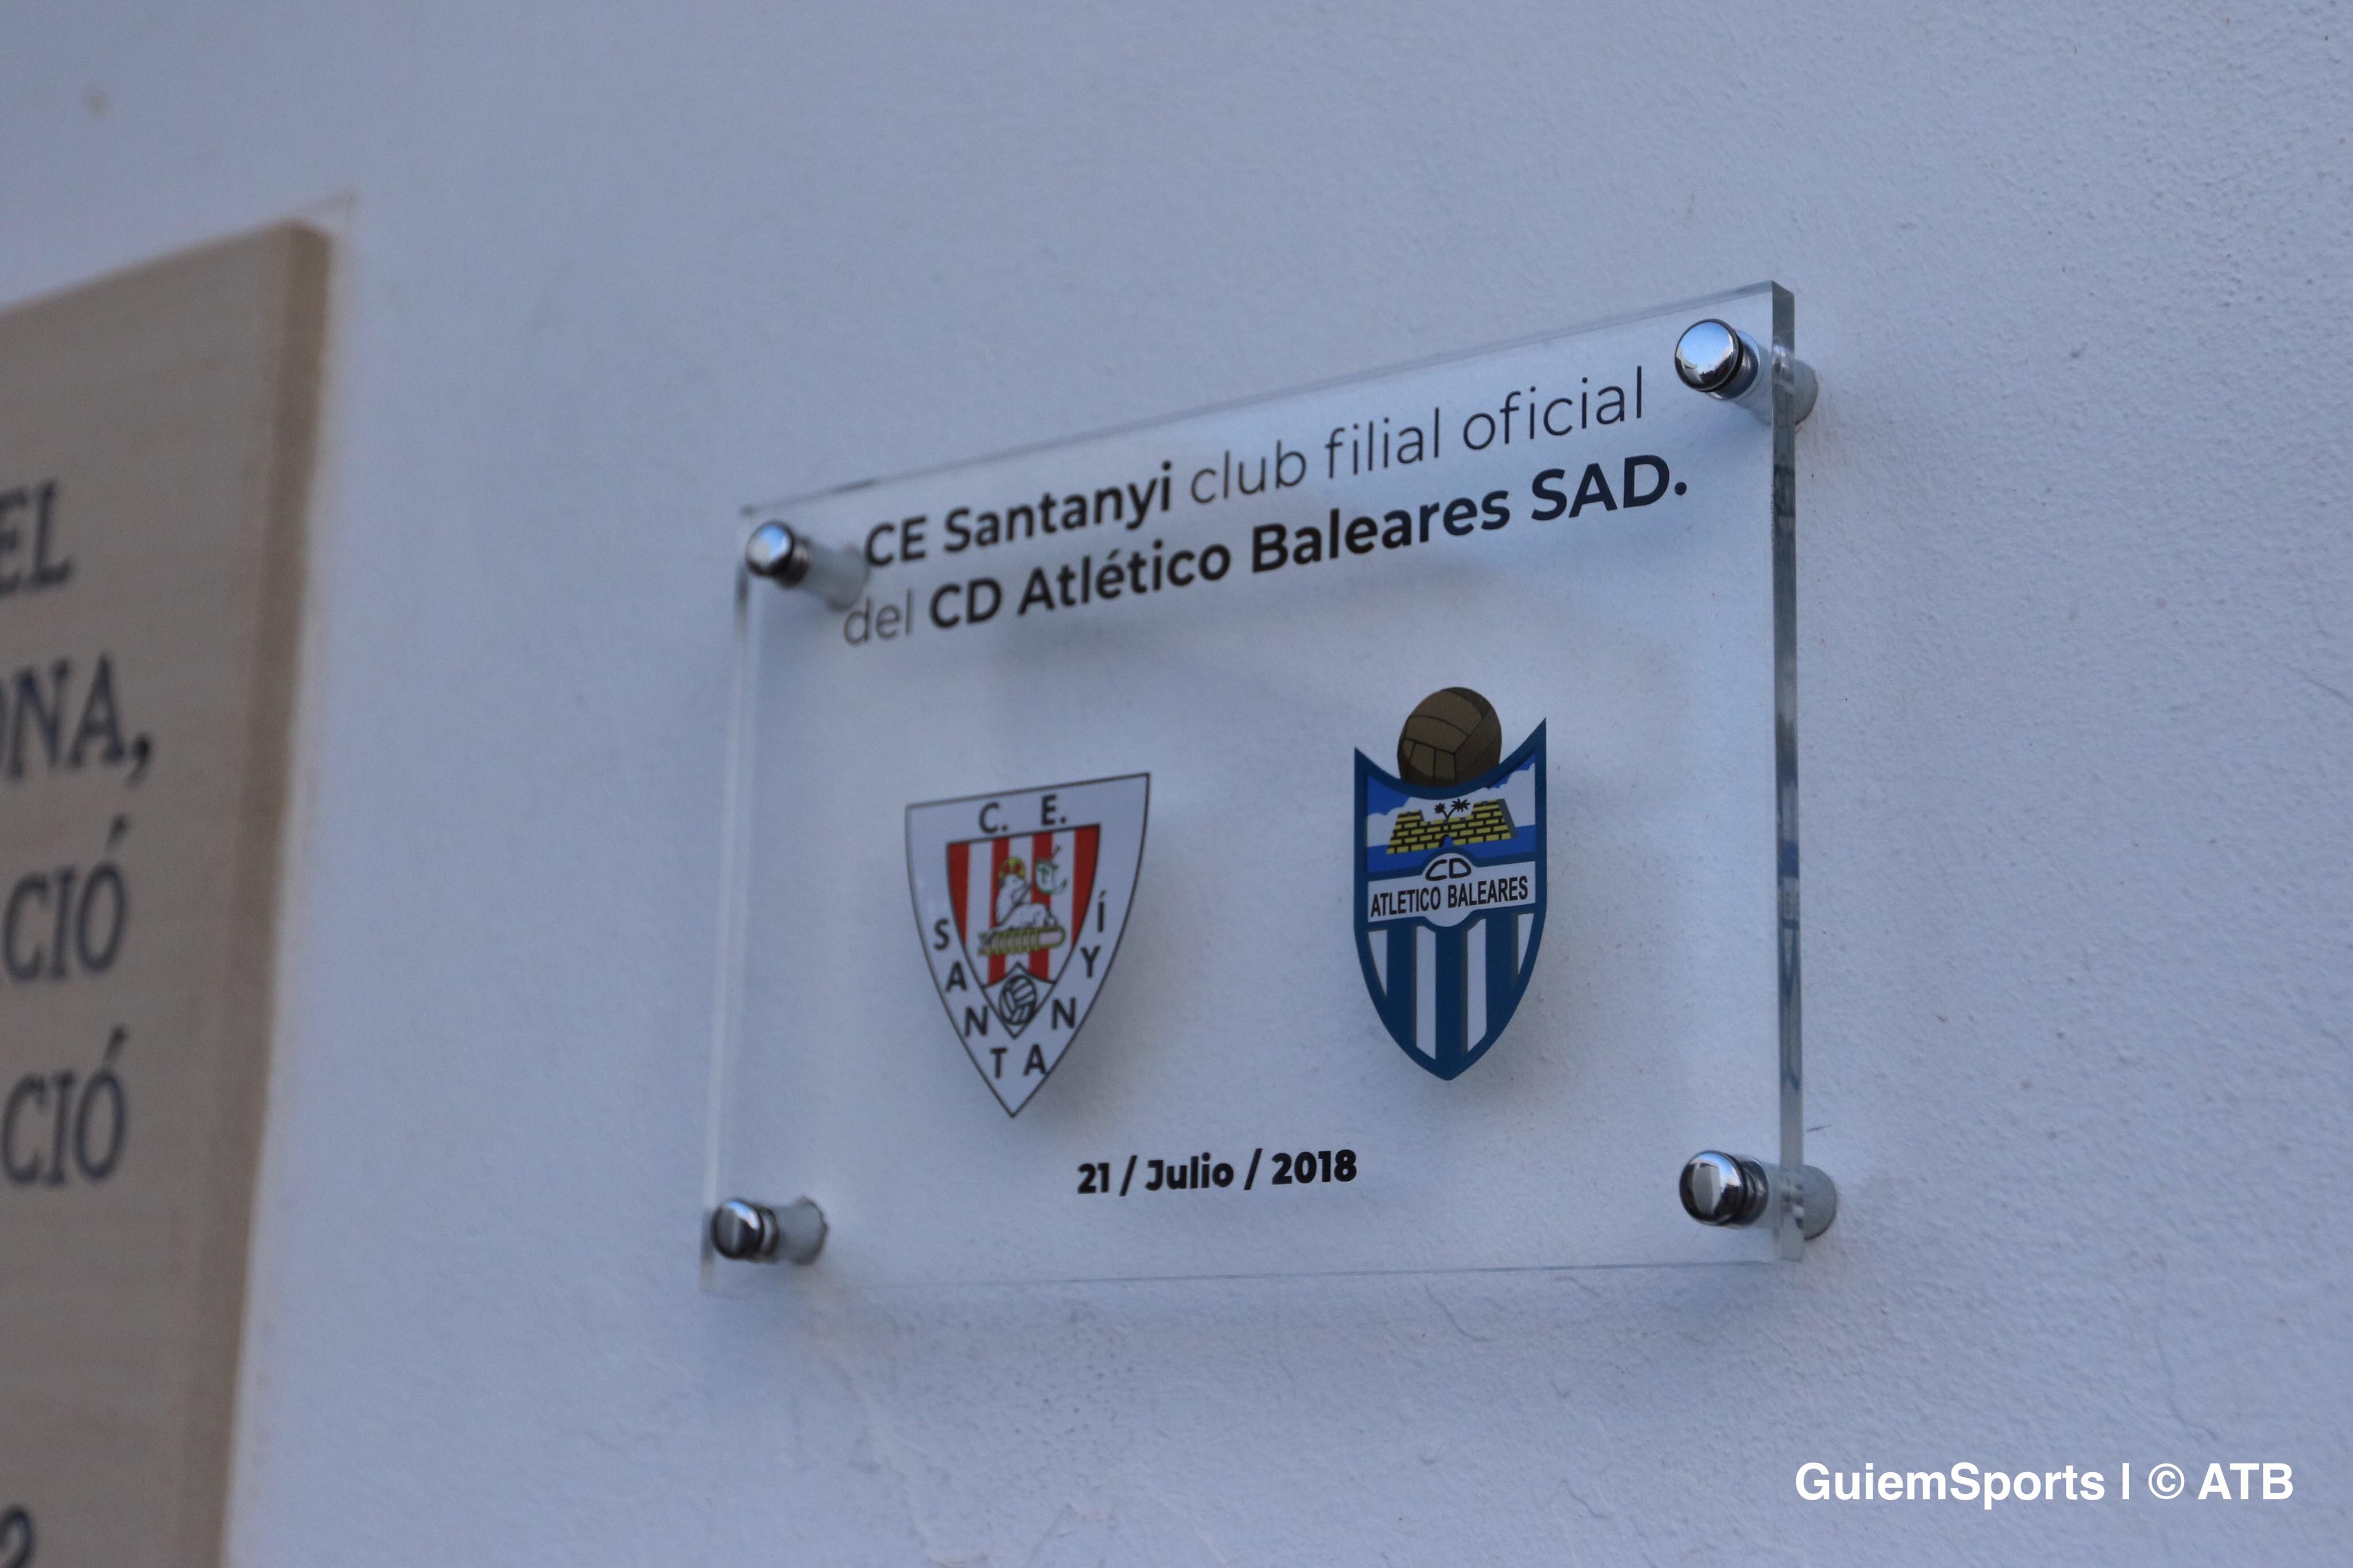 EL
ONA,
CIÓ
CIÓ
CE Santanyi club filial oficial
del CD Atlético Baleares SAD.
C. E.
SANTANYÍ
CD
ATLETICO BALEARES
21 / Julio / 2018
GuiemSports I © ATB